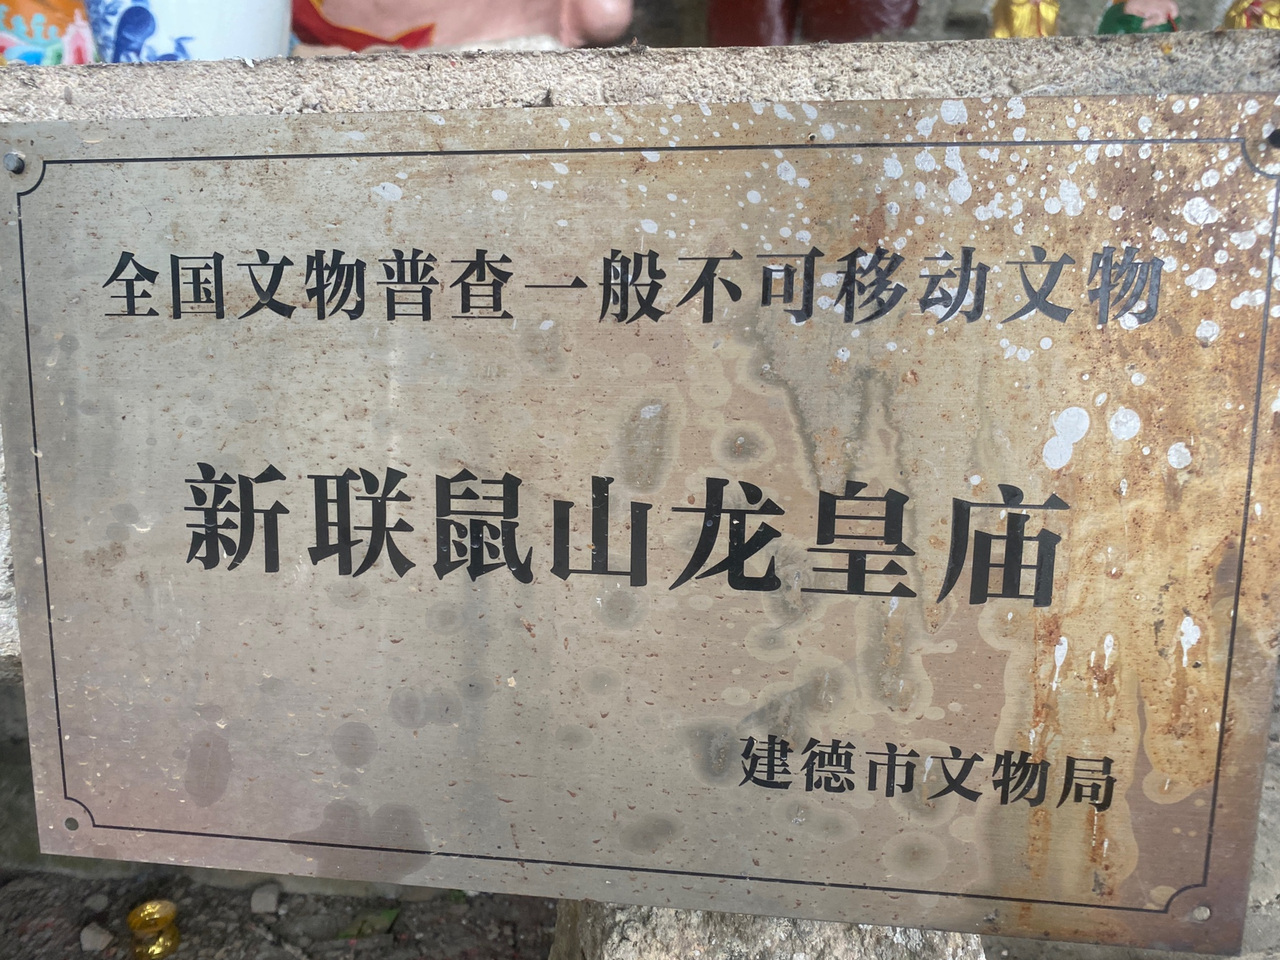 全国文物普查一般不可移动文物
新联鼠山龙皇庙
建德市文物局